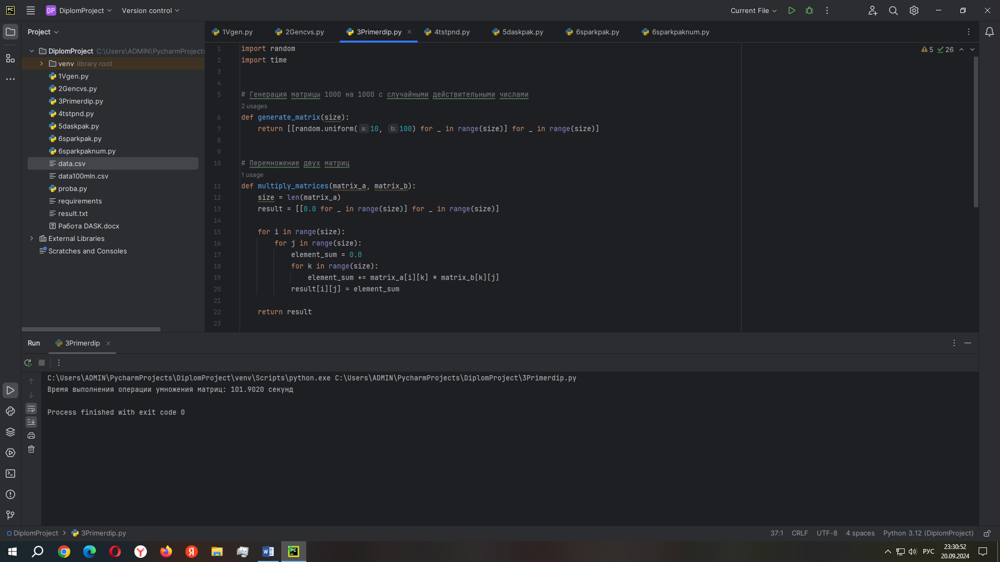 PC DP DiplomProject Version control Current File
Project
1Vgen.py 2Gencvs.py 3Primerdip.py 4tstpnd.py 5daskpak.py 6sparkpak.py 6sparkpaknum.py
DiplomProject C:\Users\ADMIN\PycharmProjects
venv library root
1Vgen.py
2Gencvs.py
3Primerdip.py
4tstpnd.py
5daskpak.py
6sparkpak.py
6sparkpaknum.py
data.csv
data100mln.csv
proba.py
requirements
result.txt
Работа DASK.docx
External Libraries
Scratches and Consoles
5 26
1 import random
2 import time
3
4
5 # Генерация матрицы 1000 на 1000 с случайными действительными числами
2 usages
6 def generate_matrix(size):
7 return [[random.uniform( a: 10, b: 100) for _ in range(size)] for _ in range(size)]
8
9
10 # Перемножение двух матриц
1 usage
11 def multiply_matrices(matrix_a, matrix_b):
12 size = len(matrix_a)
13 result = [[0.0 for _ in range(size)] for _ in range(size)]
14
15 for i in range(size):
16 for j in range(size):
17 element_sum = 0.0
18 for k in range(size):
19 element_sum += matrix_a[i][k] * matrix_b[k][j]
20 result[i][j] = element_sum
21
22 return result
23
Run 3Primerdip
C:\Users\ADMIN\PycharmProjects\DiplomProject\venv\Scripts\python.exe C:\Users\ADMIN\PycharmProjects\DiplomProject\3Primerdip.py
Время выполнения операции умножения матриц: 101.9020 секунд
Process finished with exit code 0
DiplomProject 3Primerdip.py 37:1 CRLF UTF-8 4 spaces Python 3.12 (DiplomProject)
РУС 23:30:52
20.09.2024